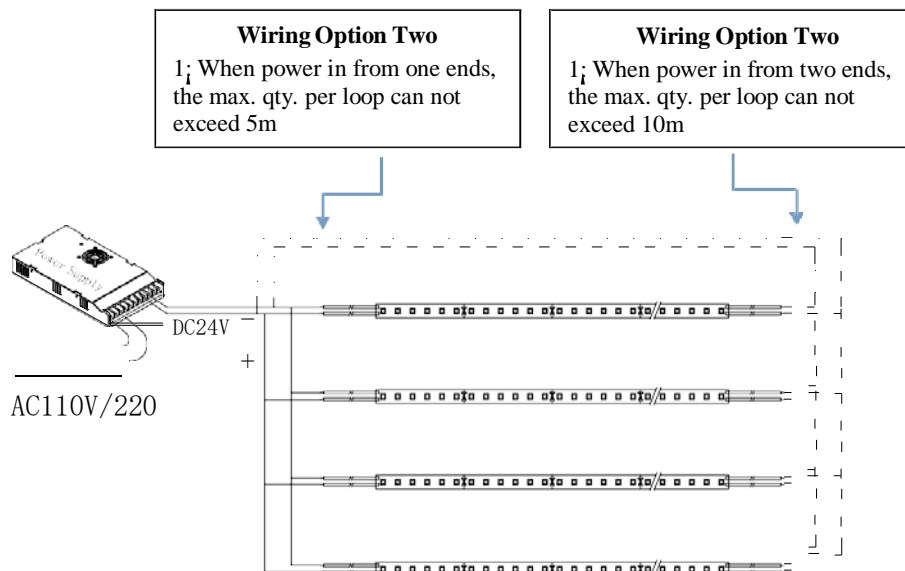 Wiring Option Two
1; When power in from one ends,
the max. qty. per loop can not
exceed 5m
Wiring Option Two
1; When power in from two ends,
the max. qty. per loop can not
exceed 10m
Power Supply
DC24V
−
+
AC110V/220